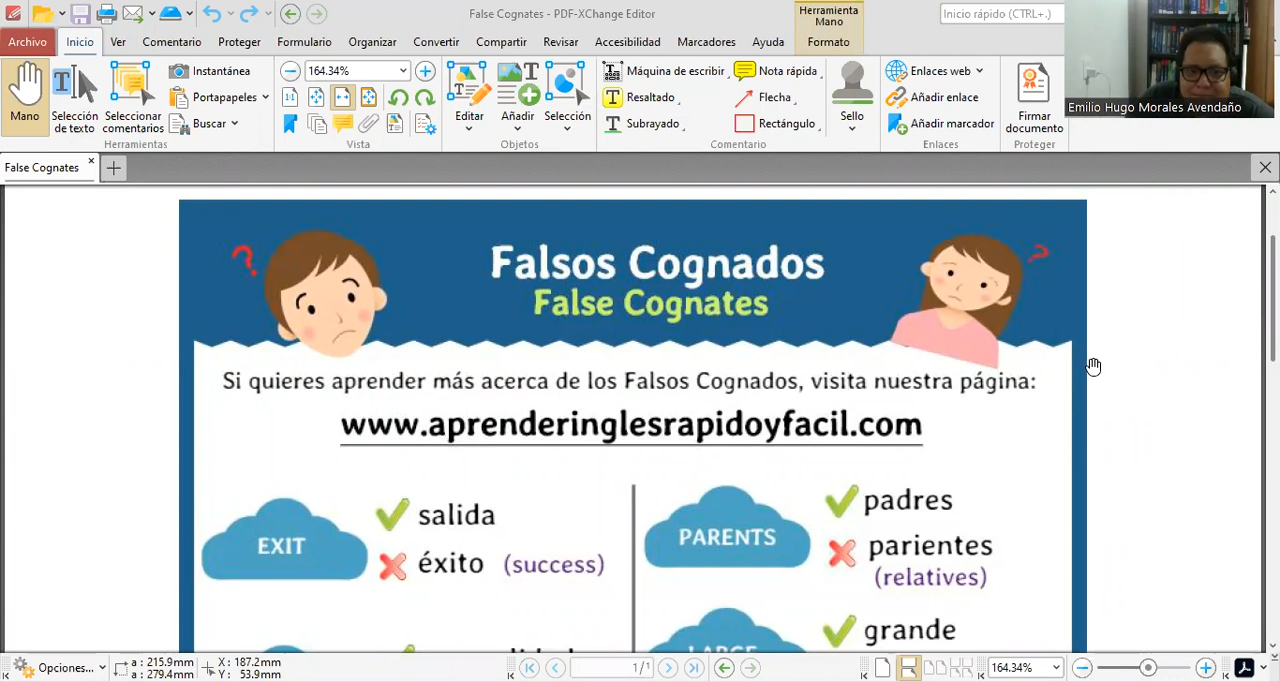 False Cognates - PDF-XChange Editor
Herramienta
Mano
Inicio rápido (CTRL+.)
Archivo Inicio Ver Comentario Proteger Formulario Organizar Convertir Compartir Revisar Accesibilidad Marcadores Ayuda Formato
Mano
Selección de texto
Seleccionar comentarios
Instantánea
Portapapeles
Buscar
Herramientas
164.34%
Vista
Editar
Añadir
Selección
Objetos
Máquina de escribir
Resaltado
Subrayado
Nota rápida
Flecha
Rectángulo
Sello
Comentario
Enlaces web
Añadir enlace
Añadir marcador
Enlaces
Firmar documento
Proteger
Emilio Hugo Morales Avendaño
False Cognates
Falsos Cognados
False Cognates
Si quieres aprender más acerca de los Falsos Cognados, visita nuestra página:
www.aprenderinglesrapidoyfacil.com
EXIT
salida
éxito (success)
PARENTS
padres
parientes
(relatives)
LARGE
grande
Opciones...
a : 215.9mm
a : 279.4mm
X : 187.2mm
Y : 53.9mm
1/1
164.34%